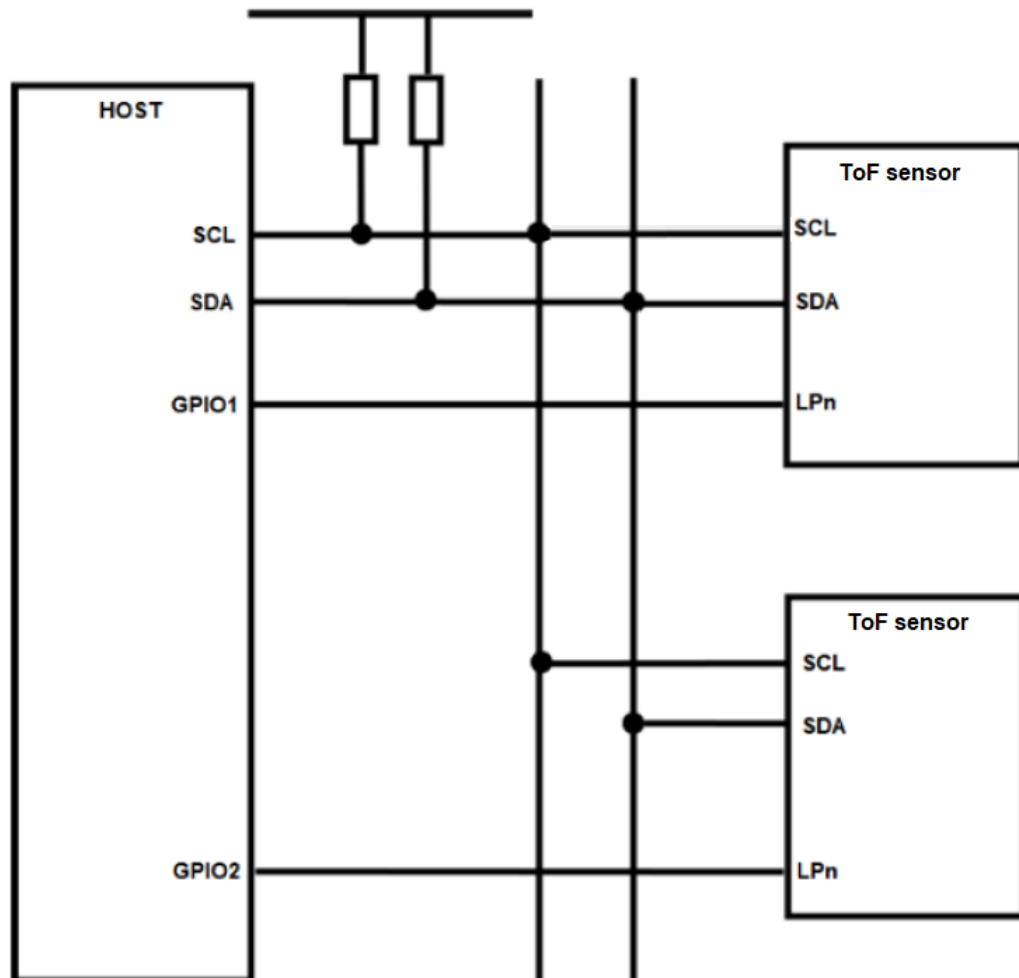 HOST
SCL
SDA
GPIO1
GPIO2
ToF sensor
SCL
SDA
LPn
ToF sensor
SCL
SDA
LPn